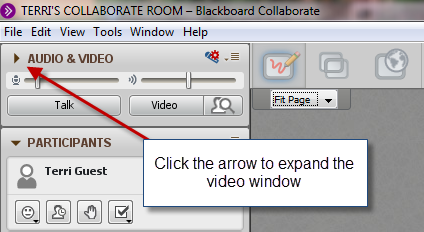 TERRI'S COLLABORATE ROOM – Blackboard Collaborate
File Edit View Tools Window Help
AUDIO & VIDEO
Talk
Video
Fit Page
PARTICIPANTS
Terri Guest
Click the arrow to expand the
video window